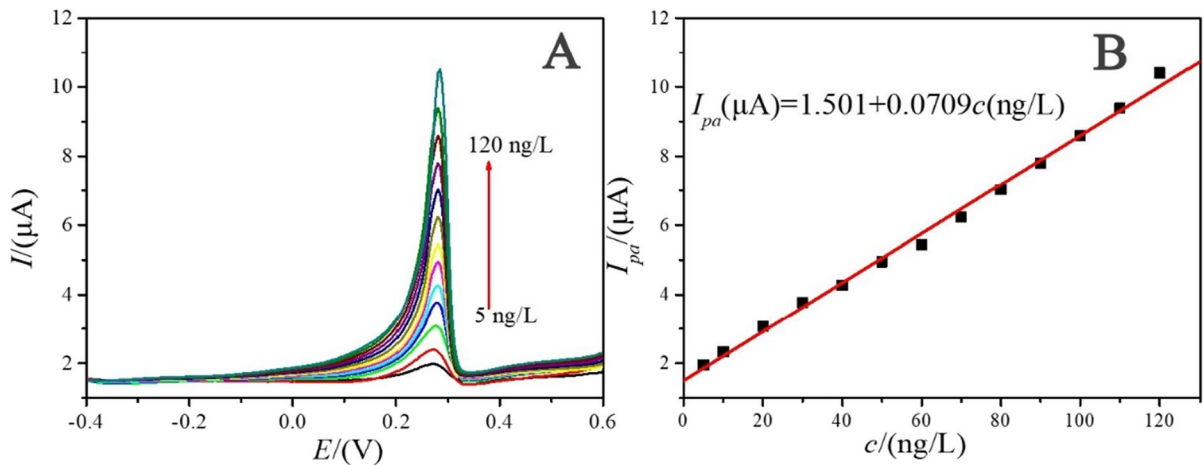 A
12
10
8
6
4
2
I/(μA)
120 ng/L
5 ng/L
-0.4
-0.2
0.0
0.2
0.4
0.6
E/(V)
B
12
10
8
6
4
2
I_pa/(μA)
I_pa(μA)=1.501+0.0709c(ng/L)
0
20
40
60
80
100
120
c/(ng/L)